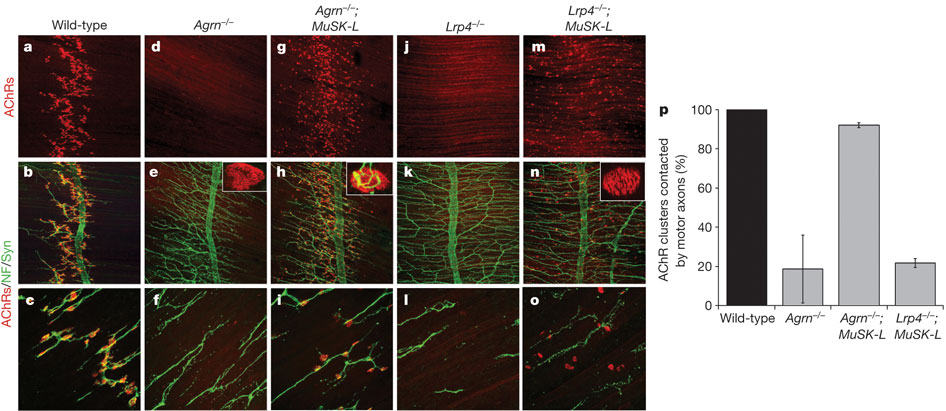 Wild-type
Agrn–/–
Agrn–/–;
MuSK-L
Lrp4–/–
Lrp4–/–;
MuSK-L
AChRs
a
d
g
j
m
AChRs/NF/Syn
b
e
h
k
n
c
f
i
l
o
p
AChR clusters contacted
by motor axons (%)
100
80
60
40
20
0
Wild-type
Agrn–/–
Agrn–/–;
MuSK-L
Lrp4–/–;
MuSK-L